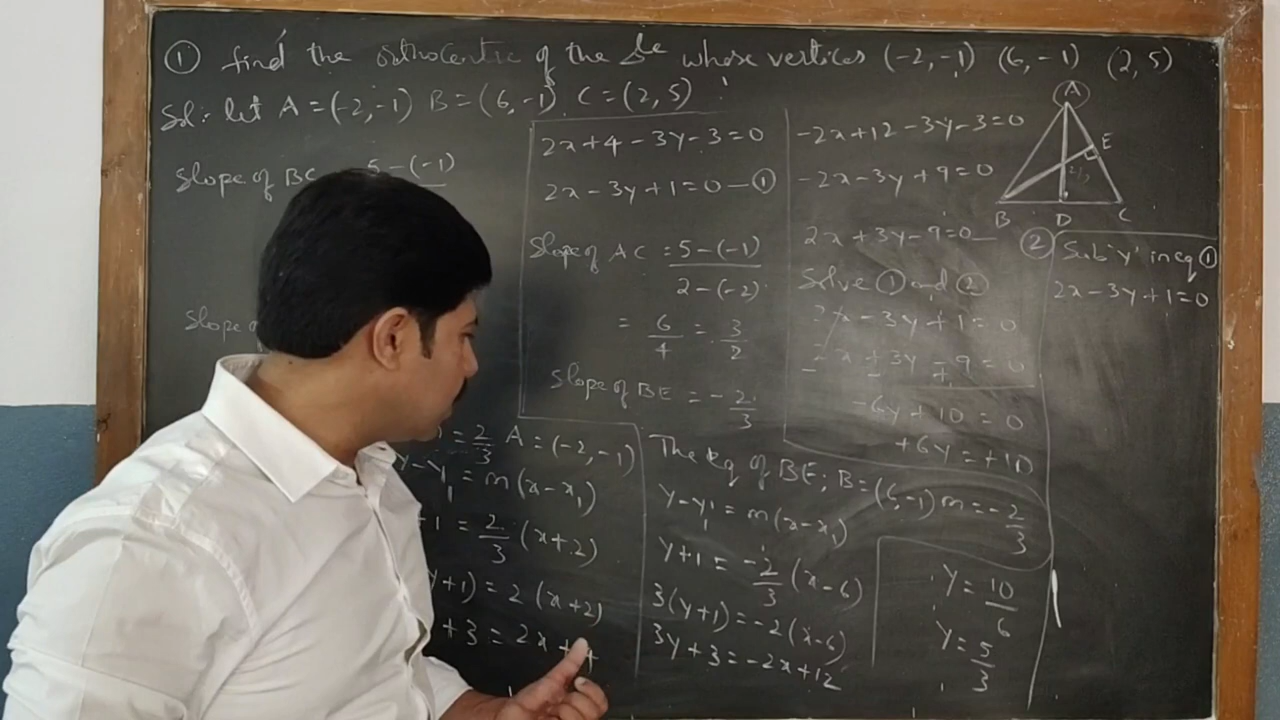 ① find the orthocentre of the Δle whose vertices (-2,-1) (6,-1) (2,5)
Sol:- let A = (-2,-1) B = (6,-1) C = (2,5)
Slope of BC 5-(-1)
Slope o
= 2/3 A = (-2,-1)
y-y₁ = m(x-x₁)
+1 = 2/3 (x+2)
y+1) = 2 (x+2)
+3 = 2x+4
2x+4-3y-3=0
2x-3y+1=0 — ①
Slope of AC = 5-(-1)/2-(-2)
= 6/4 = 3/2
Slope of BE = -2/3
The Eq of BE; B=(6,-1) m=-2/3
y-y₁ = m(x-x₁)
y+1 = -2/3 (x-6)
3(y+1) = -2(x-6)
3y+3 = -2x+12
-2x+12-3y-3=0
-2x-3y+9=0
2x+3y-9=0 — ②
Solve ① and ②
2x-3y+1=0
2x+3y-9=0
- - +
-6y+10=0
+6y=+10
y = 10/6
y = 5/3
A
E
B D C
Sub 'y' in eq ①
2x-3y+1=0